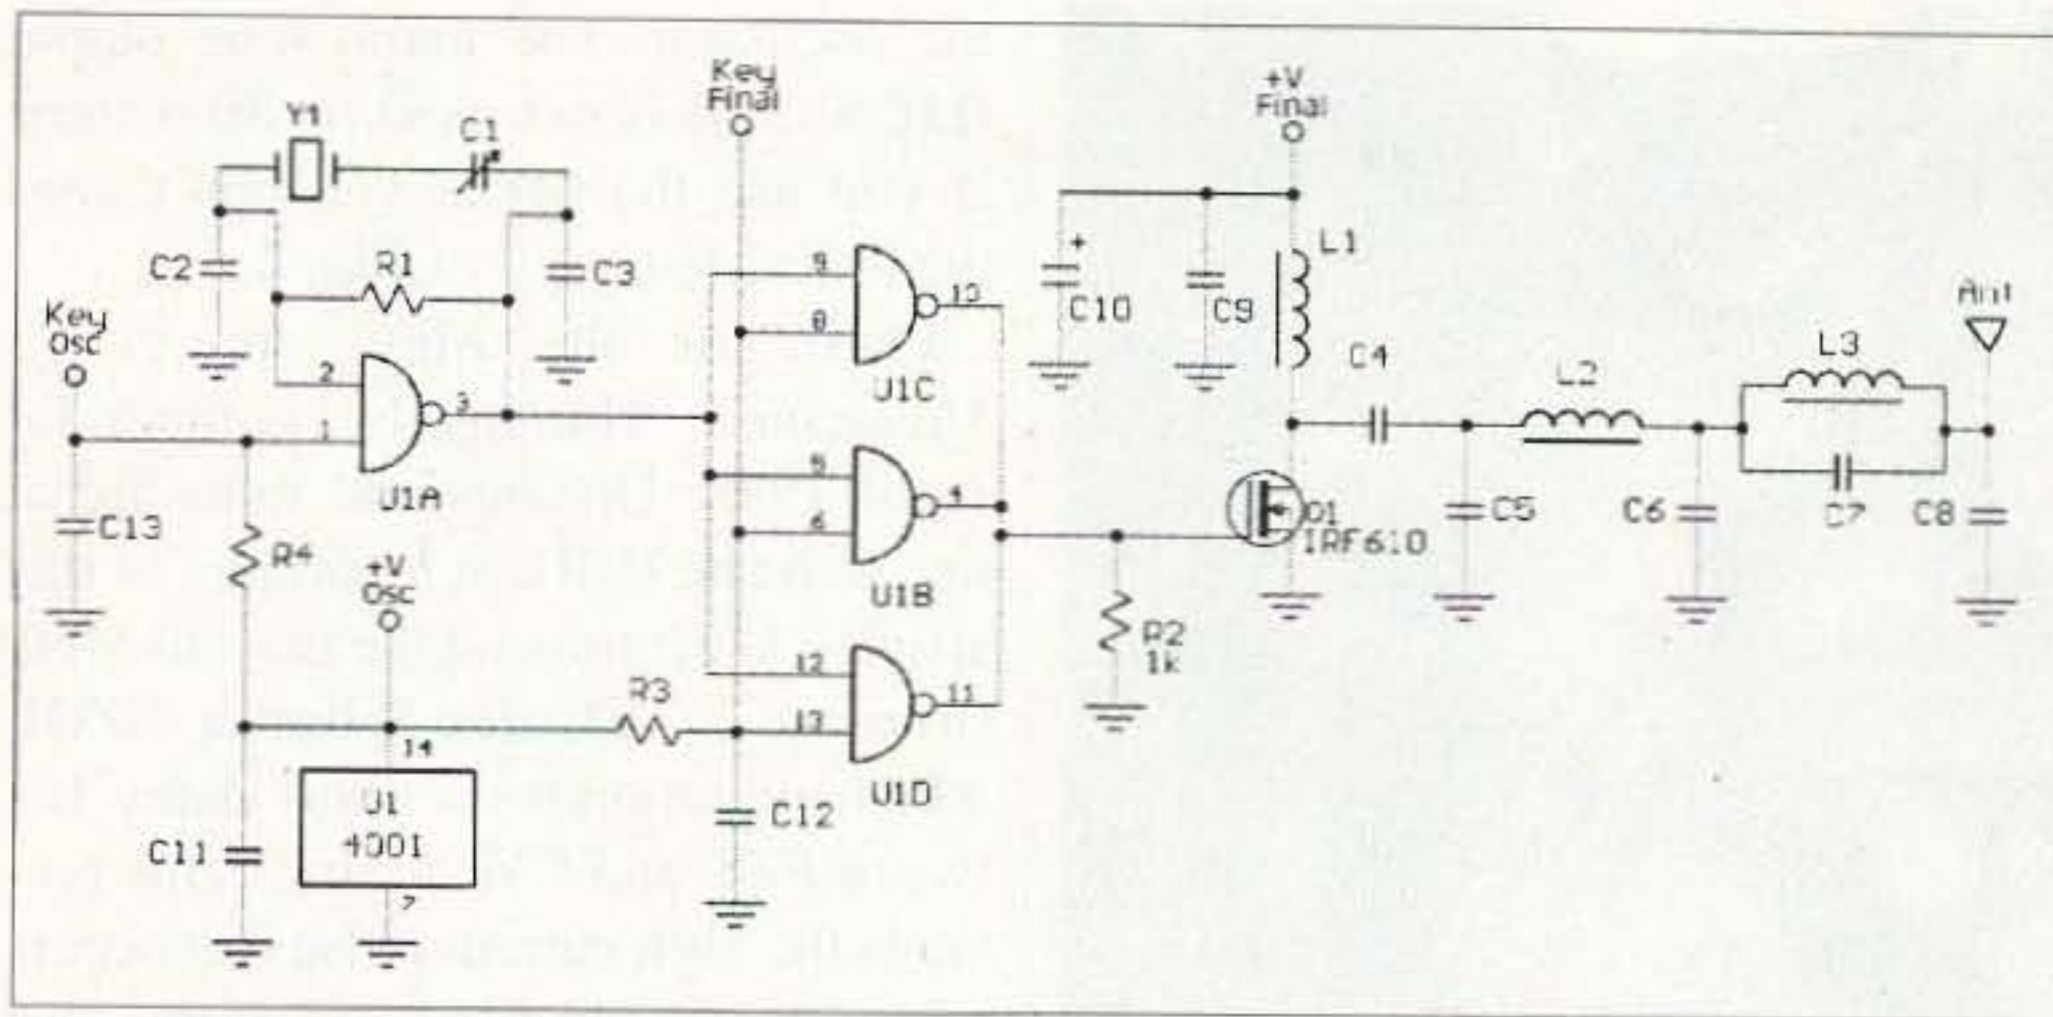 Key
Final
+V
Final
Y1
C1
L1
C2
R1
C3
9
10
8
C10
C9
Key
Osc
Ant
C4
L3
2
U1C
L2
3
1
U1A
5
4
6
C13
R4
+V
Osc
Q1
IRF610
C5
C6
C7
C8
U1B
R2
1k
12
R3
11
13
14
U1D
U1
4001
C12
C11
7